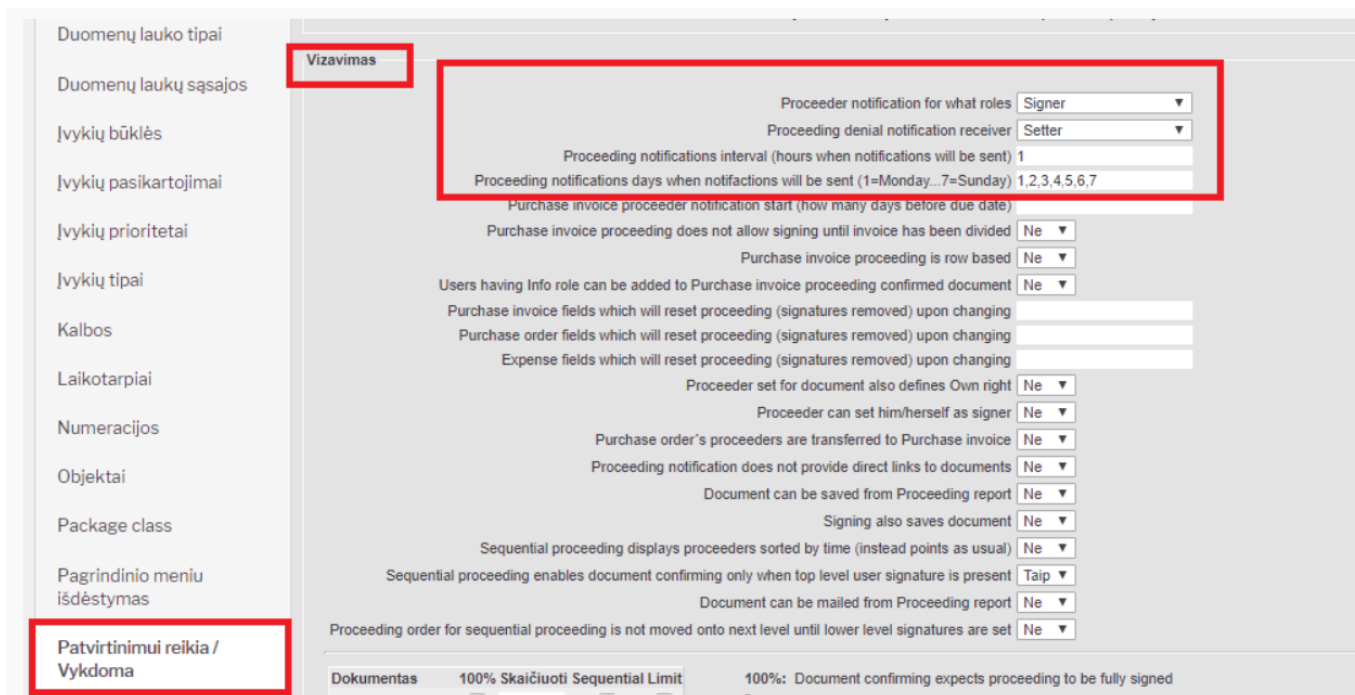 Duomenų lauko tipai
Duomenų laukų sąsajos
Įvykių būklės
Įvykių pasikartojimai
Įvykių prioritetai
Įvykių tipai
Kalbos
Laikotarpiai
Numeracijos
Objektai
Package class
Pagrindinio meniu
išdėstymas
Patvirtinimui reikia /
Vykdoma
Vizavimas
Proceeder notification for what roles Signer
Proceeding denial notification receiver Setter
Proceeding notifications interval (hours when notifications will be sent) 1
Proceeding notifications days when notifactions will be sent (1=Monday...7=Sunday) 1,2,3,4,5,6,7
Purchase invoice proceeder notification start (how many days before due date)
Purchase invoice proceeding does not allow signing until invoice has been divided Ne
Purchase invoice proceeding is row based Ne
Users having Info role can be added to Purchase invoice proceeding confirmed document Ne
Purchase invoice fields which will reset proceeding (signatures removed) upon changing
Purchase order fields which will reset proceeding (signatures removed) upon changing
Expense fields which will reset proceeding (signatures removed) upon changing
Proceeder set for document also defines Own right Ne
Proceeder can set him/herself as signer Ne
Purchase order´s proceeders are transferred to Purchase invoice Ne
Proceeding notification does not provide direct links to documents Ne
Document can be saved from Proceeding report Ne
Signing also saves document Ne
Sequential proceeding displays proceeders sorted by time (instead points as usual) Ne
Sequential proceeding enables document confirming only when top level user signature is present Taip
Document can be mailed from Proceeding report Ne
Proceeding order for sequential proceeding is not moved onto next level until lower level signatures are set Ne
Dokumentas 100% Skaičiuoti Sequential Limit
100%: Document confirming expects proceeding to be fully signed